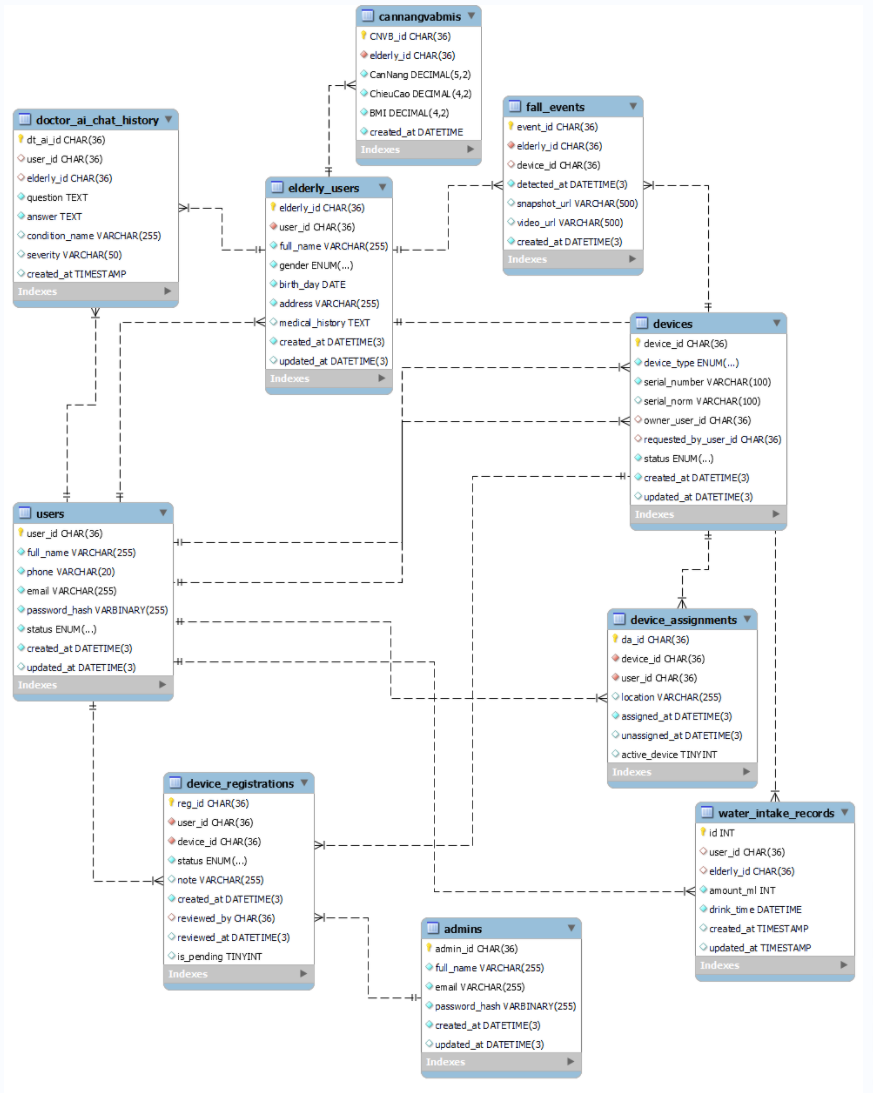 cannangvabmis
CNVB_id CHAR(36)
elderly_id CHAR(36)
CanNang DECIMAL(5,2)
ChieuCao DECIMAL(4,2)
BMI DECIMAL(4,2)
created_at DATETIME
Indexes
doctor_ai_chat_history
dt_ai_id CHAR(36)
user_id CHAR(36)
elderly_id CHAR(36)
question TEXT
answer TEXT
condition_name VARCHAR(255)
severity VARCHAR(50)
created_at TIMESTAMP
Indexes
elderly_users
elderly_id CHAR(36)
user_id CHAR(36)
full_name VARCHAR(255)
gender ENUM(...)
birth_day DATE
address VARCHAR(255)
medical_history TEXT
created_at DATETIME(3)
updated_at DATETIME(3)
Indexes
fall_events
event_id CHAR(36)
elderly_id CHAR(36)
device_id CHAR(36)
detected_at DATETIME(3)
snapshot_url VARCHAR(500)
video_url VARCHAR(500)
created_at DATETIME(3)
Indexes
devices
device_id CHAR(36)
device_type ENUM(...)
serial_number VARCHAR(100)
serial_norm VARCHAR(100)
owner_user_id CHAR(36)
requested_by_user_id CHAR(36)
status ENUM(...)
created_at DATETIME(3)
updated_at DATETIME(3)
Indexes
users
user_id CHAR(36)
full_name VARCHAR(255)
phone VARCHAR(20)
email VARCHAR(255)
password_hash VARBINARY(255)
status ENUM(...)
created_at DATETIME(3)
updated_at DATETIME(3)
Indexes
device_assignments
da_id CHAR(36)
device_id CHAR(36)
user_id CHAR(36)
location VARCHAR(255)
assigned_at DATETIME(3)
unassigned_at DATETIME(3)
active_device TINYINT
Indexes
device_registrations
reg_id CHAR(36)
user_id CHAR(36)
device_id CHAR(36)
status ENUM(...)
note VARCHAR(255)
created_at DATETIME(3)
reviewed_by CHAR(36)
reviewed_at DATETIME(3)
is_pending TINYINT
Indexes
water_intake_records
id INT
user_id CHAR(36)
elderly_id CHAR(36)
amount_ml INT
drink_time DATETIME
created_at TIMESTAMP
updated_at TIMESTAMP
Indexes
admins
admin_id CHAR(36)
full_name VARCHAR(255)
email VARCHAR(255)
password_hash VARBINARY(255)
created_at DATETIME(3)
updated_at DATETIME(3)
Indexes